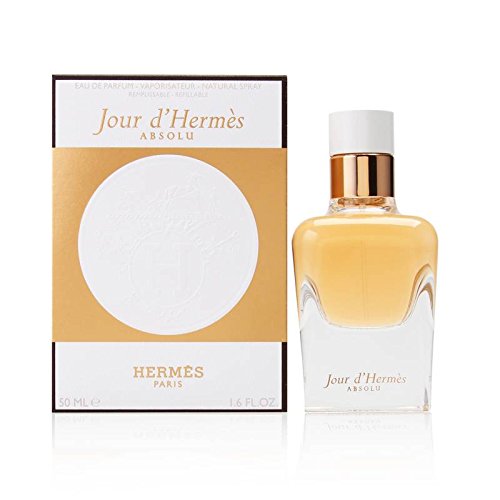 EAU DE PARFUM - VAPORISATEUR - NATURAL SPRAY
REMPLISSABLE - REFILLABLE
Jour d'Hermès
ABSOLU
HERMÈS
PARIS
50 ML e 1.6 FL.OZ.
Jour d'Hermès
ABSOLU